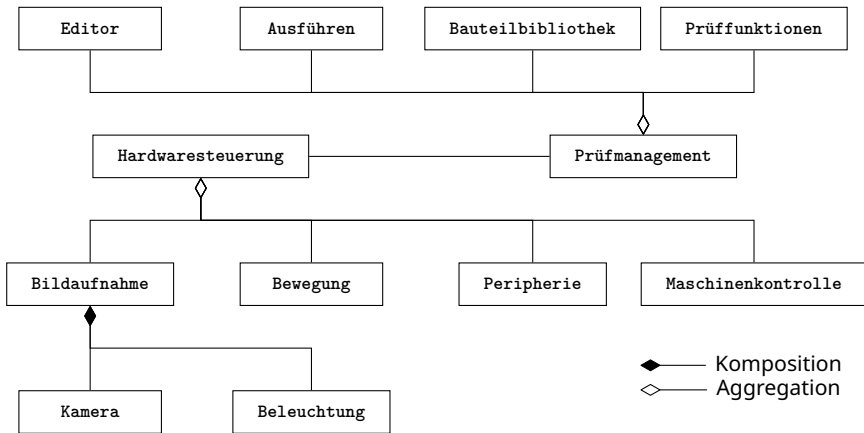 Editor
Ausführen
Bauteilbibliothek
Prüffunktionen
Hardwaresteuerung
Prüfmanagement
Bildaufnahme
Bewegung
Peripherie
Maschinenkontrolle
Komposition
Aggregation
Kamera
Beleuchtung